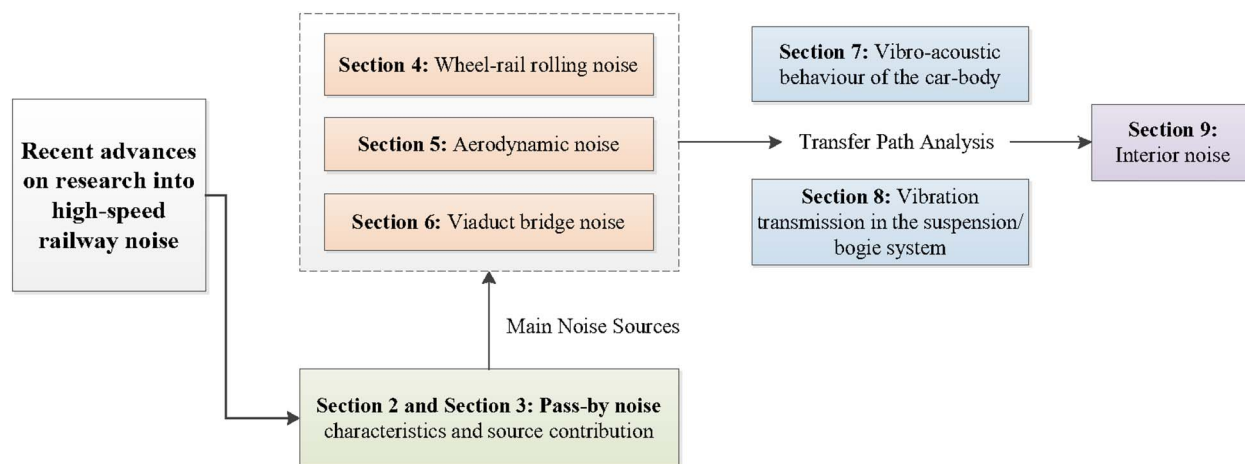 Recent advances
on research into
high-speed
railway noise
Section 2 and Section 3: Pass-by noise
characteristics and source contribution
Main Noise Sources
Section 4: Wheel-rail rolling noise
Section 5: Aerodynamic noise
Section 6: Viaduct bridge noise
Transfer Path Analysis
Section 7: Vibro-acoustic
behaviour of the car-body
Section 8: Vibration
transmission in the suspension/
bogie system
Section 9:
Interior noise